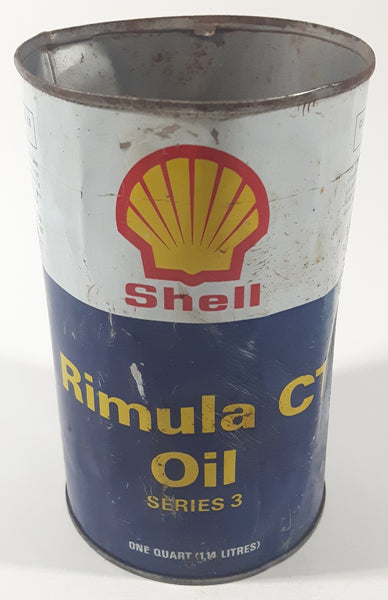 Shell
Rimula CT
Oil
SERIES 3
ONE QUART (1,14 LITRES)